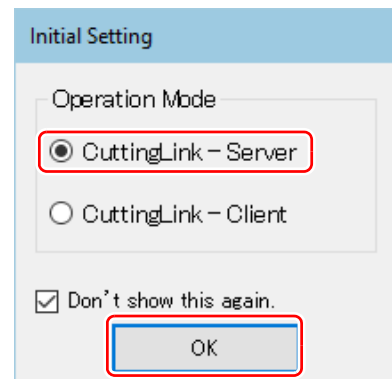 Initial Setting
Operation Mode
CuttingLink - Server
CuttingLink - Client
Don't show this again.
OK